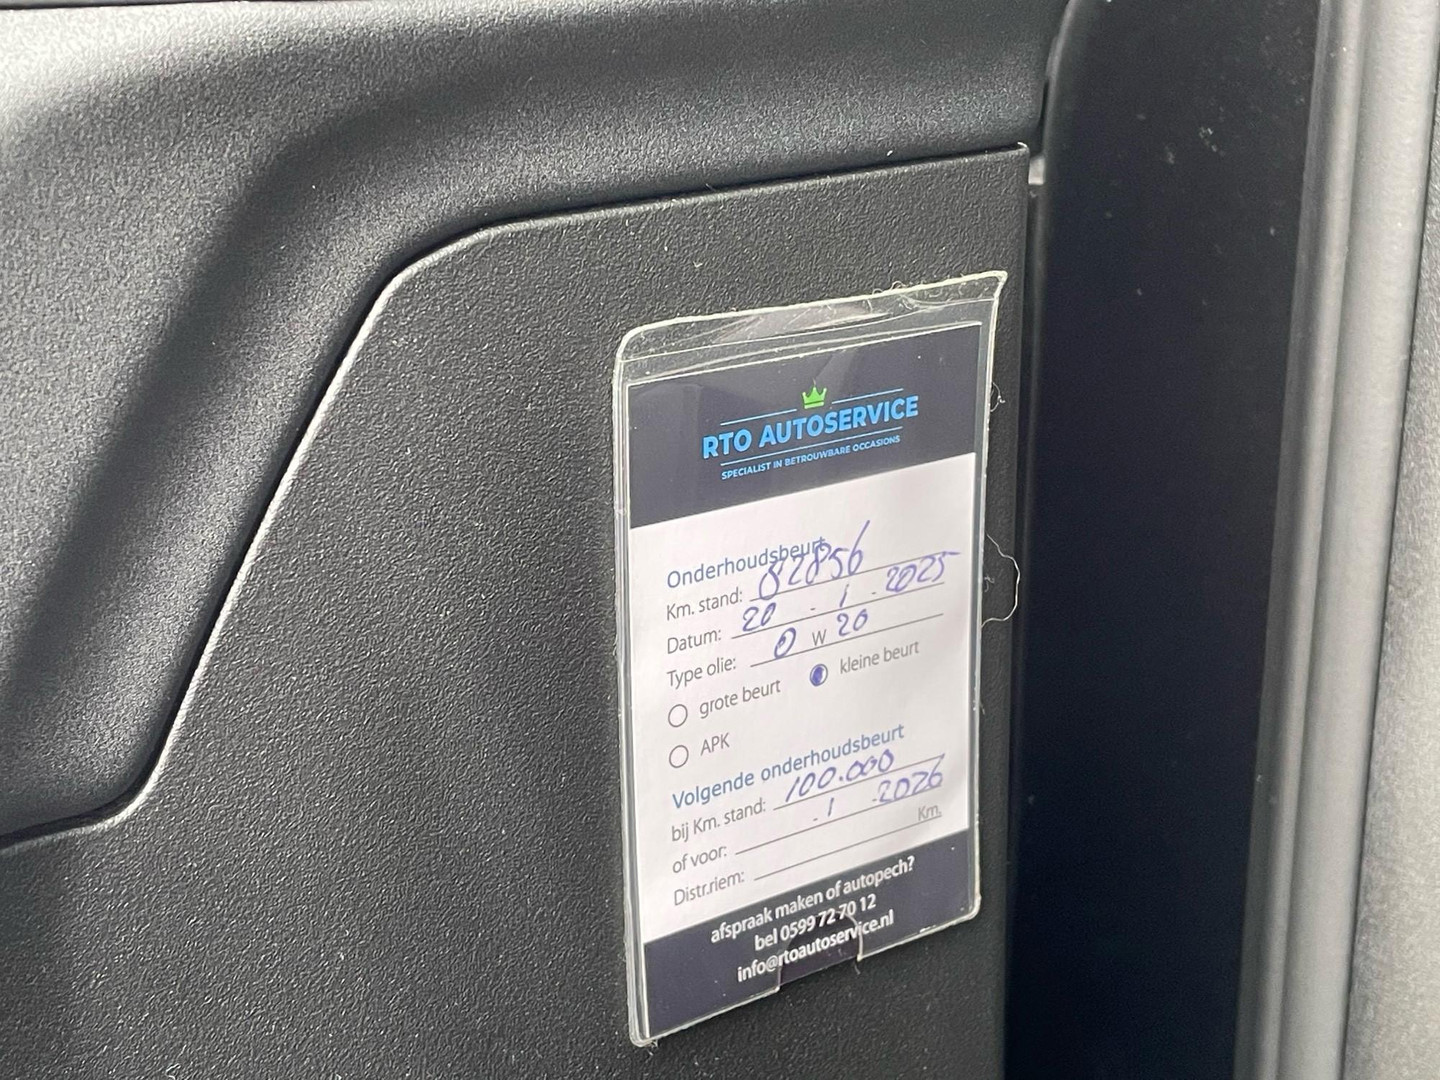 RTO AUTOSERVICE
SPECIALIST IN BETROUWBARE OCCASIONS
Onderhoudsbeurt
Km. stand: 82856
Datum: 20 - 1 - 2025
Type olie: 0 W 20
grote beurt kleine beurt
APK
Volgende onderhoudsbeurt
bij Km. stand: 100.000
of voor: - 1 - 2026
Distr.riem: Km.
afspraak maken of autopech?
bel 0599 72 70 12
info@rtoautoservice.nl